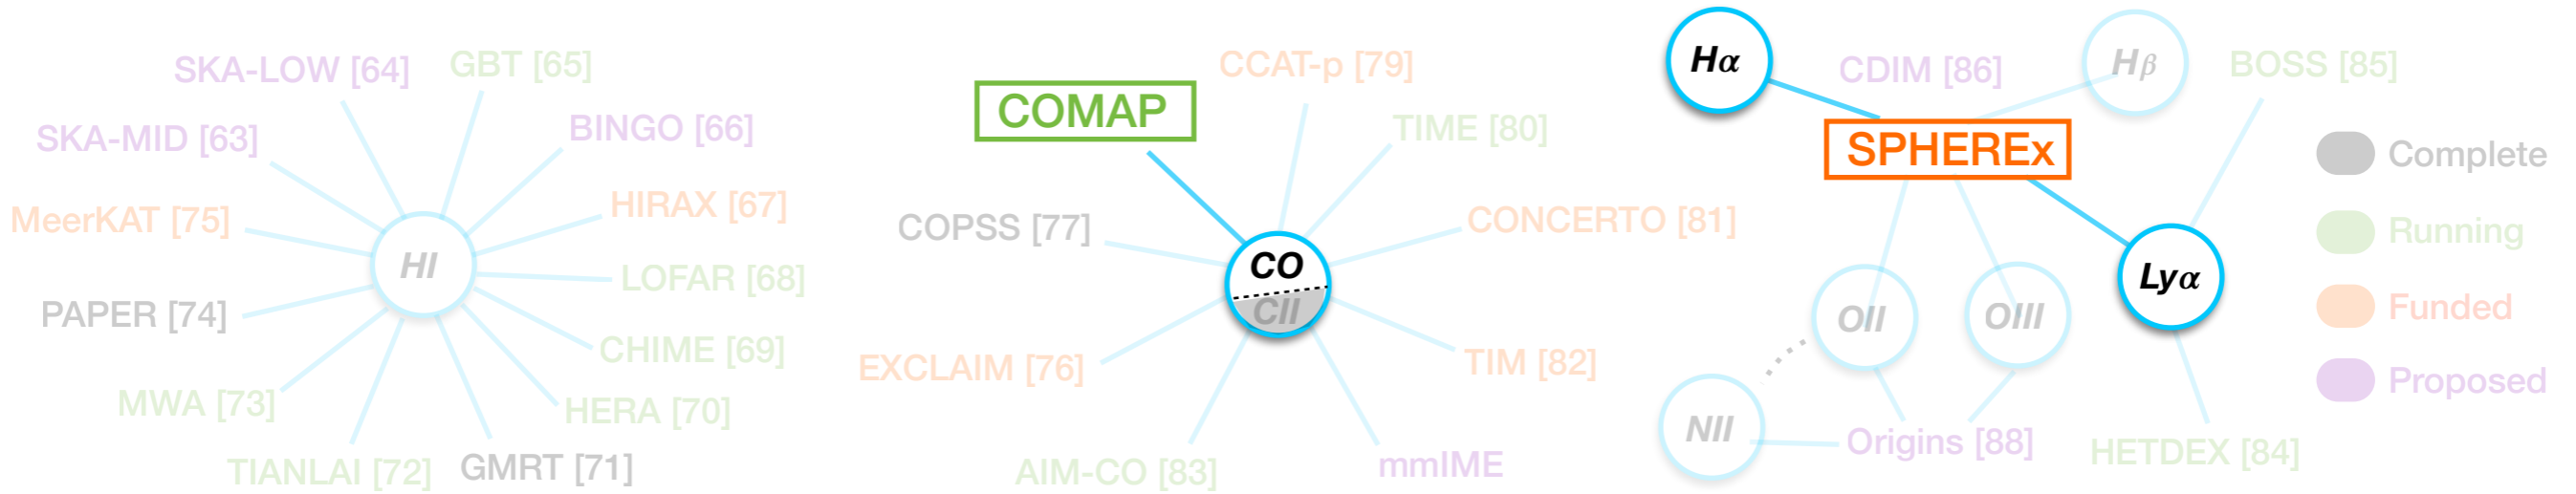 SKA-LOW [64]
GBT [65]
SKA-MID [63]
BINGO [66]
MeerKAT [75]
HIRAX [67]
HI
LOFAR [68]
PAPER [74]
CHIME [69]
MWA [73]
HERA [70]
TIANLAI [72]
GMRT [71]
COMAP
CCAT-p [79]
TIME [80]
COPSS [77]
CONCERTO [81]
CO
CII
EXCLAIM [76]
TIM [82]
AIM-CO [83]
mmIME
Hα
CDIM [86]
Hβ
BOSS [85]
SPHEREx
Lyα
OII
OIII
NII
Origins [88]
HETDEX [84]
Complete
Running
Funded
Proposed